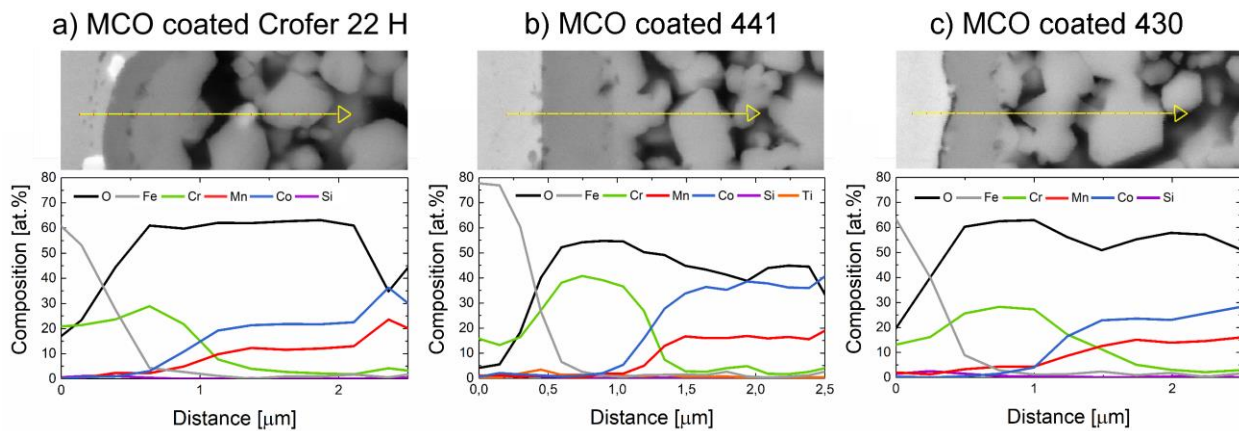 a) MCO coated Crofer 22 H
b) MCO coated 441
c) MCO coated 430
80
70
60
50
40
30
20
10
0
Composition [at.%]
O Fe Cr Mn Co Si
0 1 2
Distance [µm]
80
70
60
50
40
30
20
10
0
Composition [at.%]
O Fe Cr Mn Co Si Ti
0,0 0,5 1,0 1,5 2,0 2,5
Distance [µm]
80
70
60
50
40
30
20
10
0
Composition [at.%]
O Fe Cr Mn Co Si
0 1 2
Distance [µm]